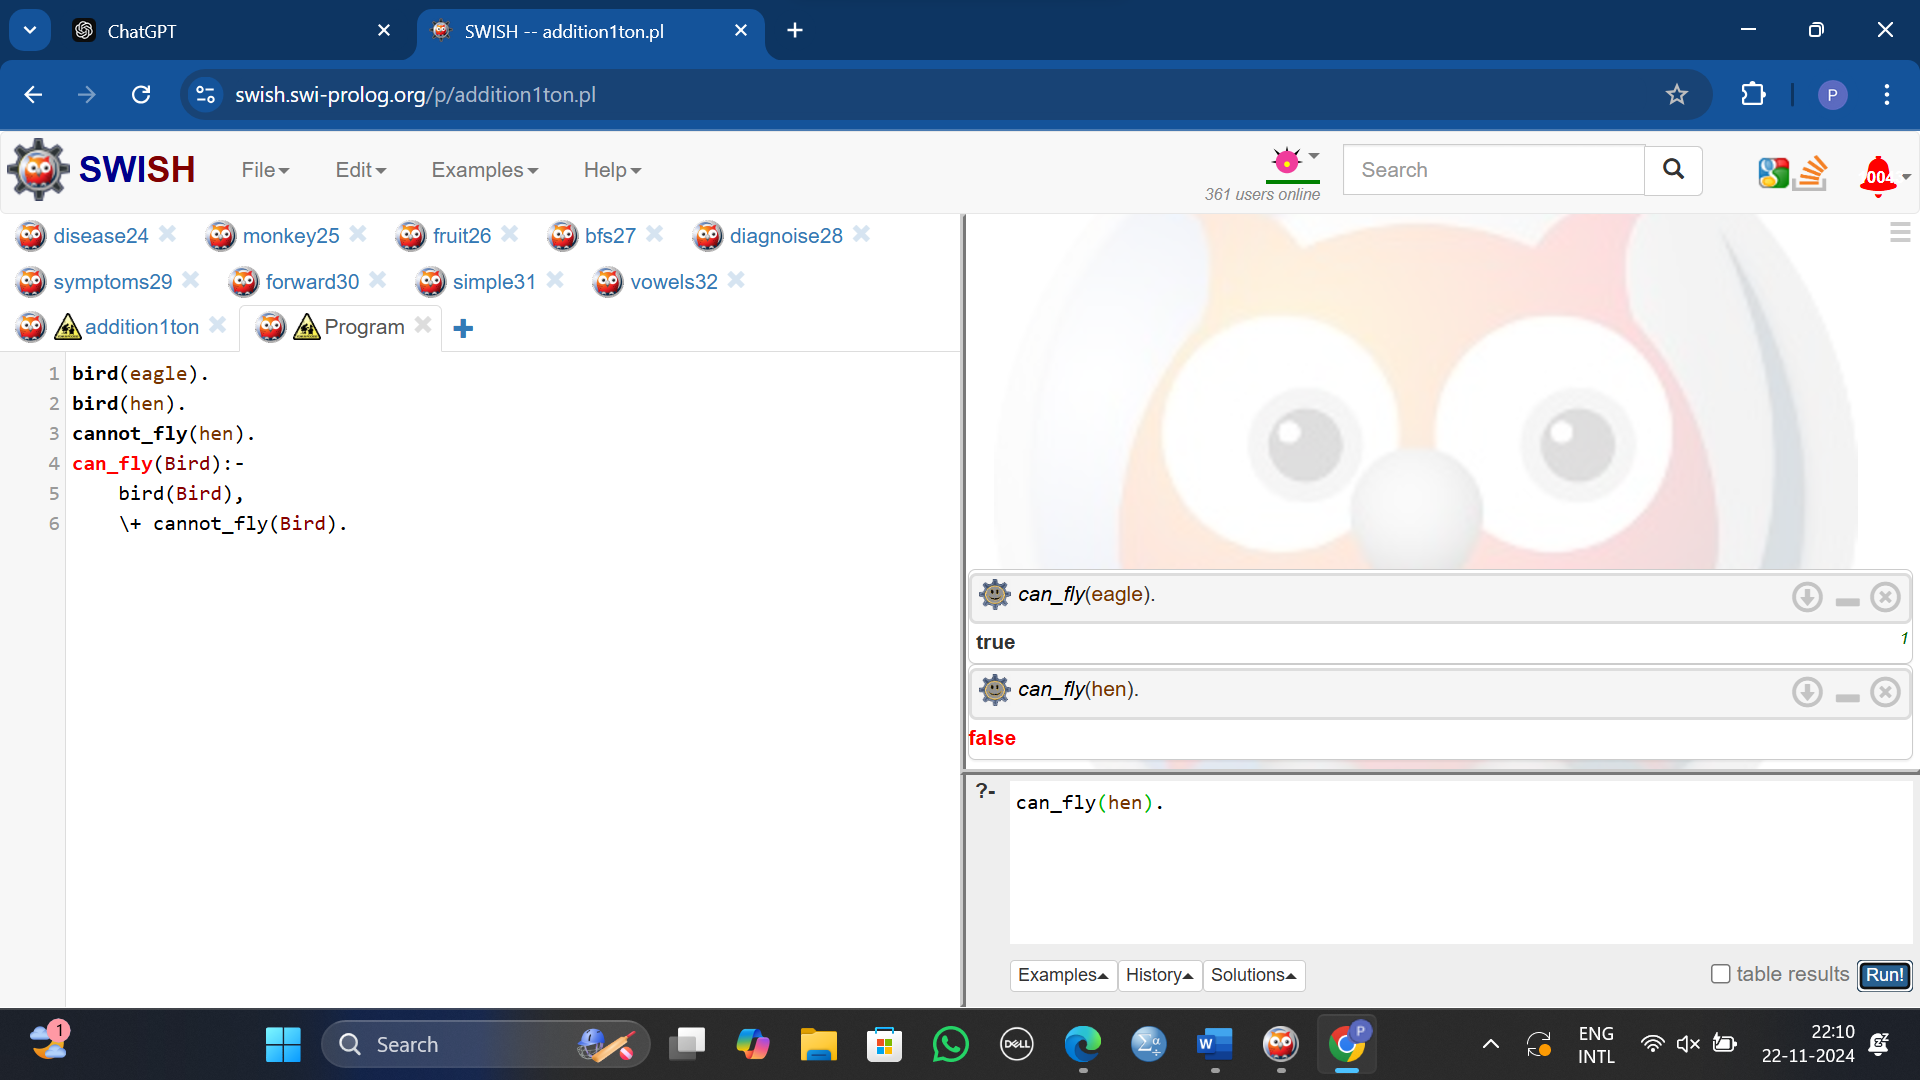 ChatGPT
SWISH -- addition1ton.pl
swish.swi-prolog.org/p/addition1ton.pl
P
SWISH
File
Edit
Examples
Help
361 users online
Search
disease24
monkey25
fruit26
bfs27
diagnoise28
symptoms29
forward30
simple31
vowels32
addition1ton
Program
1 bird(eagle).
2 bird(hen).
3 cannot_fly(hen).
4 can_fly(Bird):-
5 bird(Bird),
6 \+ cannot_fly(Bird).
can_fly(eagle).
true
1
can_fly(hen).
false
?- can_fly(hen).
Examples
History
Solutions
table results
Run!
1
Search
DELL
W
P
ENG
INTL
22:10
22-11-2024